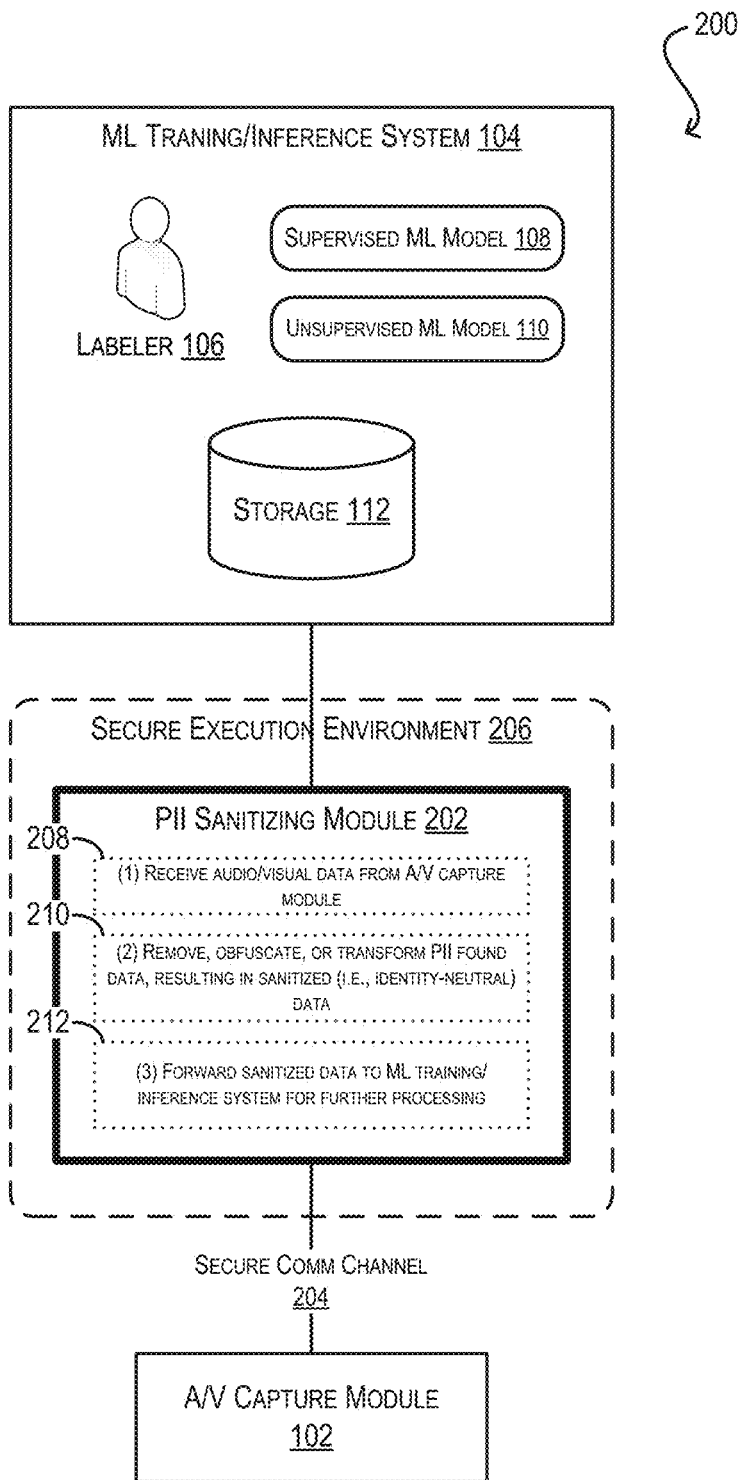 200
ML TRANING/INFERENCE SYSTEM 104
SUPERVISED ML MODEL 108
UNSUPERVISED ML MODEL 110
LABELER 106
STORAGE 112
SECURE EXECUTION ENVIRONMENT 206
PII SANITIZING MODULE 202
208
(1) RECEIVE AUDIO/VISUAL DATA FROM A/V CAPTURE
MODULE
210
(2) REMOVE, OBFUSCATE, OR TRANSFORM PII FOUND
DATA, RESULTING IN SANITIZED (I.E., IDENTITY-NEUTRAL)
DATA
212
(3) FORWARD SANITIZED DATA TO ML TRAINING/
INFERENCE SYSTEM FOR FURTHER PROCESSING
SECURE COMM CHANNEL
204
A/V CAPTURE MODULE
102